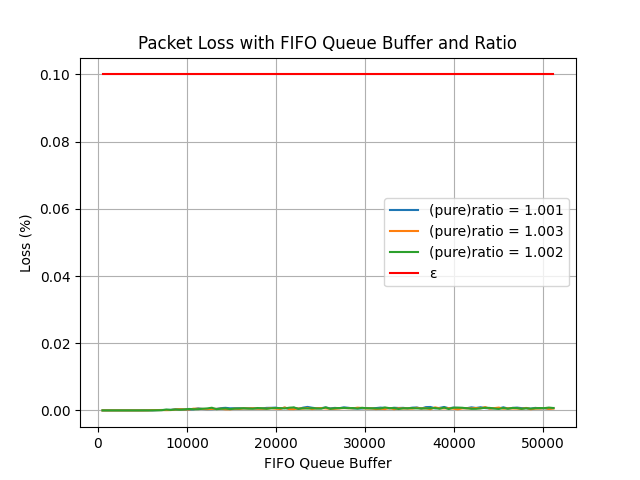 Packet Loss with FIFO Queue Buffer and Ratio
0.10
0.08
0.06
0.04
0.02
0.00
Loss (%)
(pure)ratio = 1.001
(pure)ratio = 1.003
(pure)ratio = 1.002
ε
0 10000 20000 30000 40000 50000
FIFO Queue Buffer